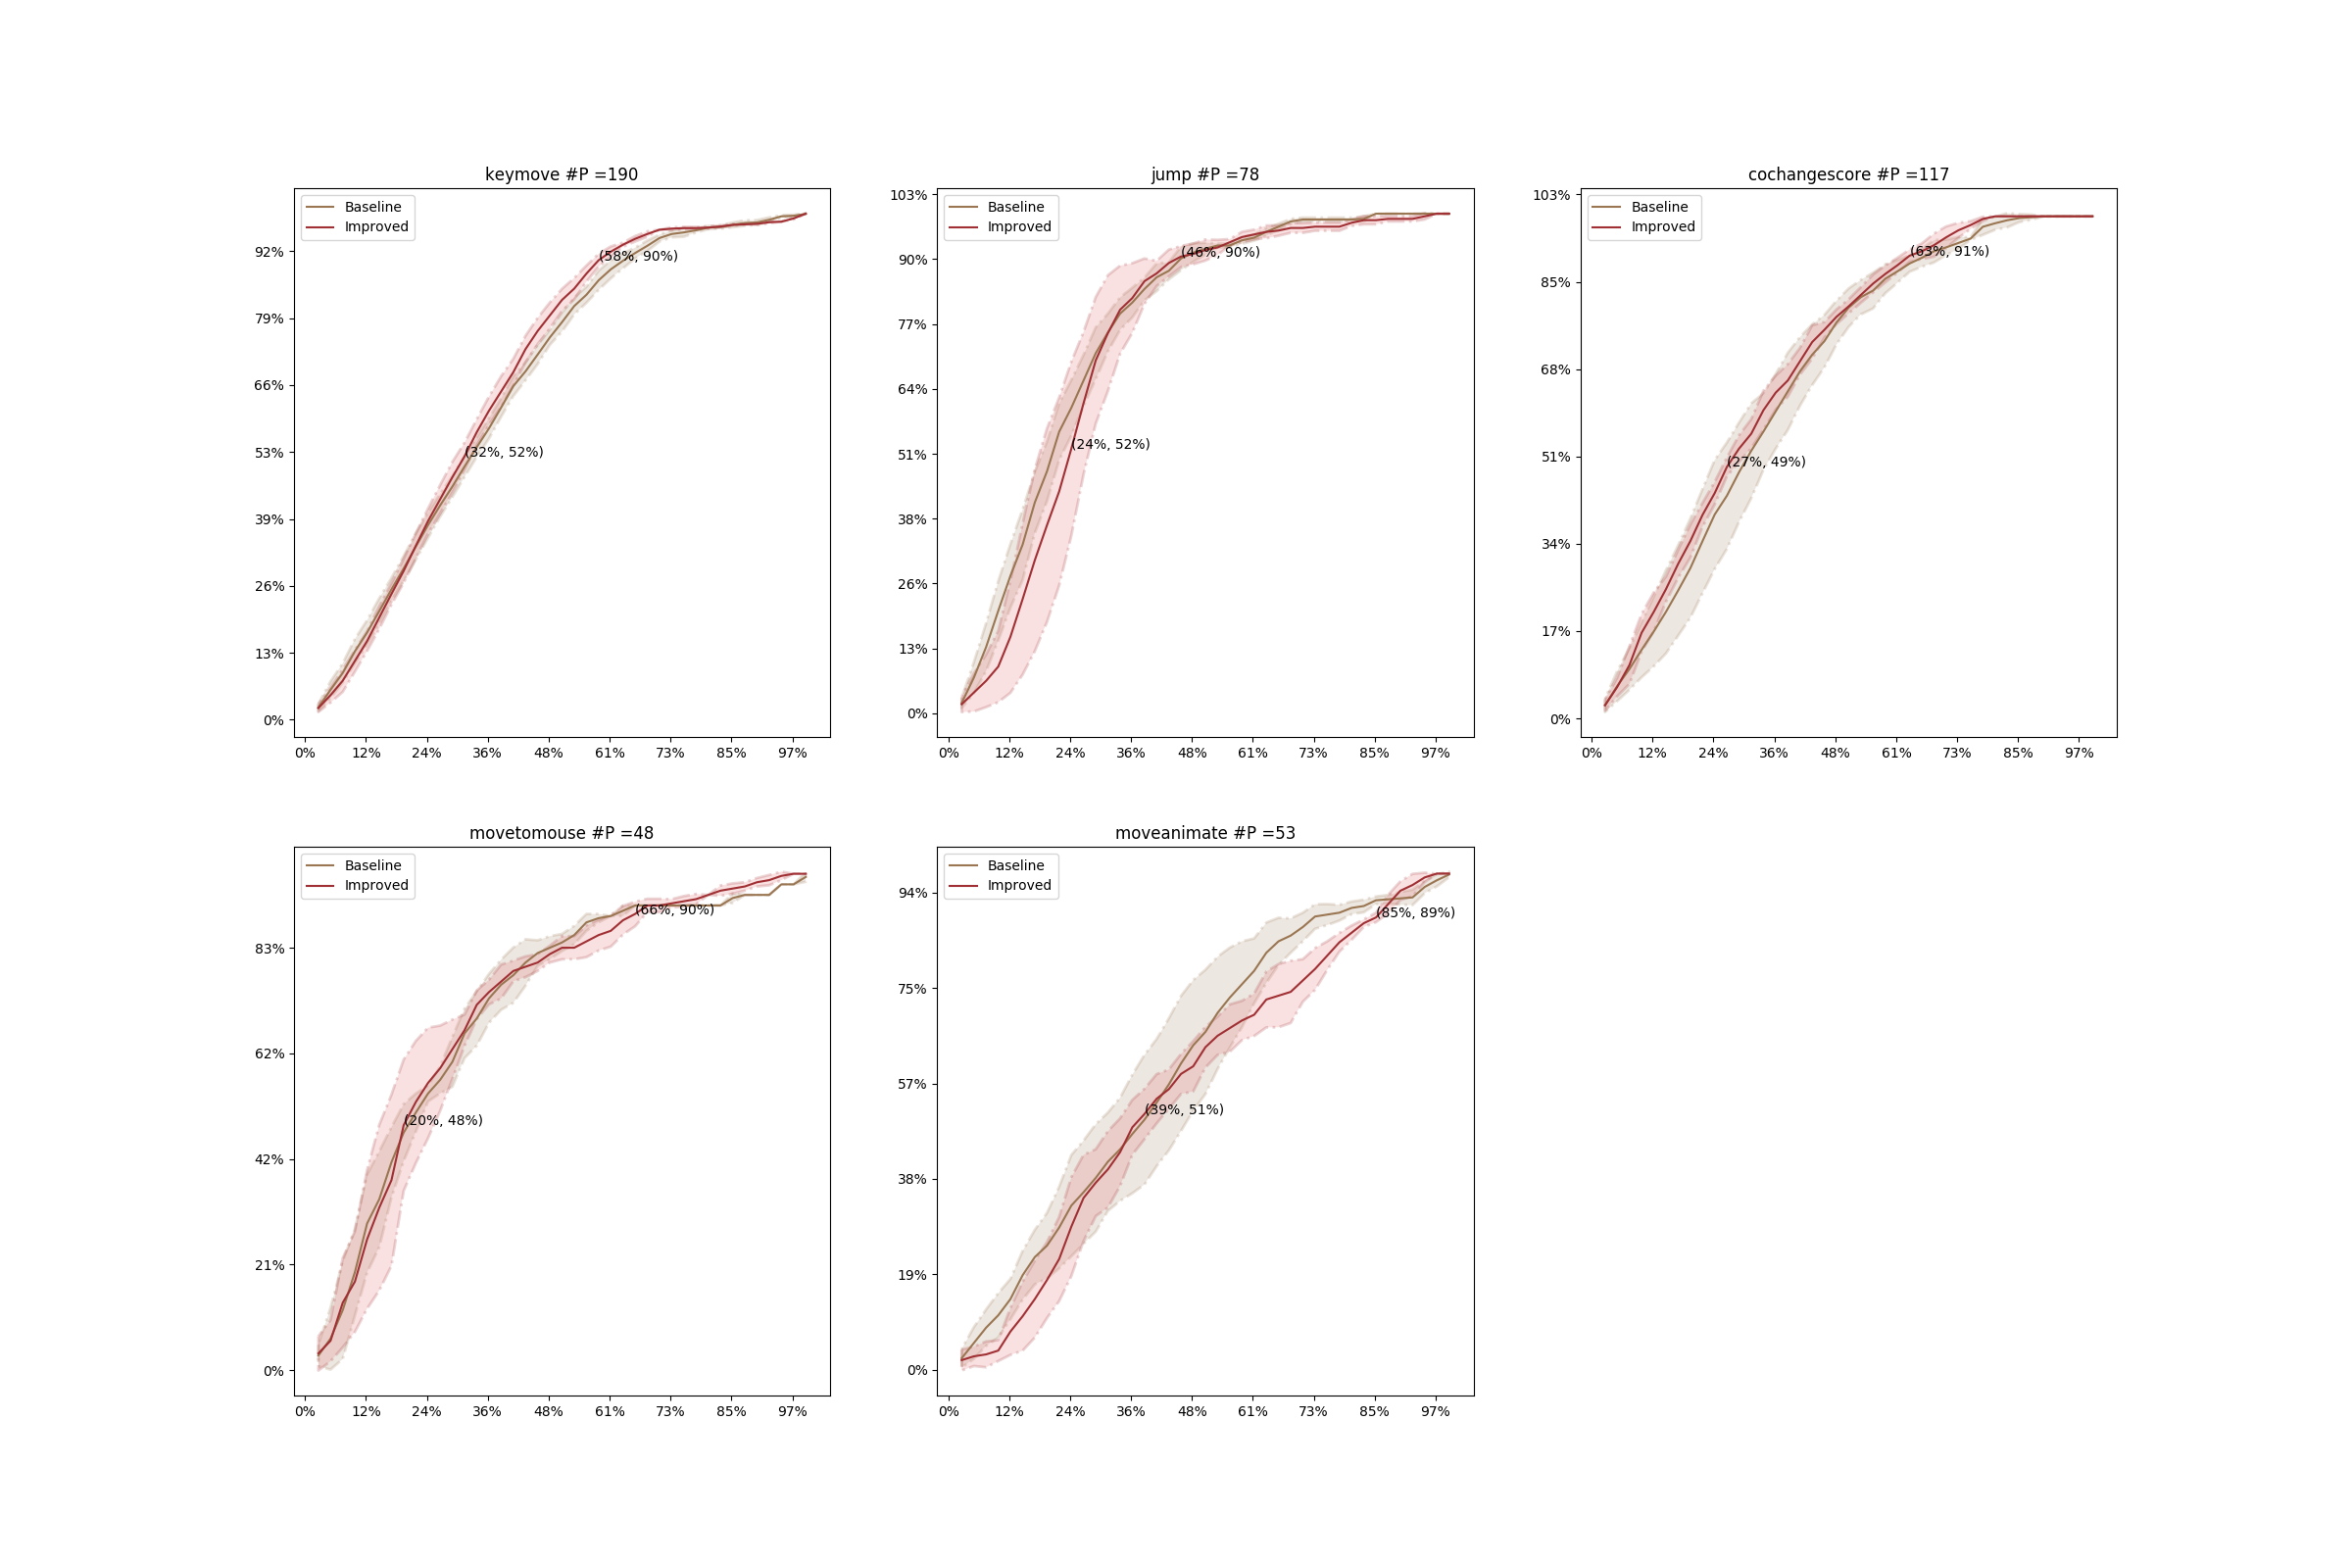 keymove #P =190
Baseline
Improved
92%
79%
66%
53%
39%
26%
13%
0%
(58%, 90%)
(32%, 52%)
0% 12% 24% 36% 48% 61% 73% 85% 97%
jump #P =78
Baseline
Improved
103%
90%
77%
64%
51%
38%
26%
13%
0%
(46%, 90%)
(24%, 52%)
0% 12% 24% 36% 48% 61% 73% 85% 97%
cochangescore #P =117
Baseline
Improved
103%
85%
68%
51%
34%
17%
0%
(63%, 91%)
(27%, 49%)
0% 12% 24% 36% 48% 61% 73% 85% 97%
movetomouse #P =48
Baseline
Improved
83%
62%
42%
21%
0%
(66%, 90%)
(20%, 48%)
0% 12% 24% 36% 48% 61% 73% 85% 97%
moveanimate #P =53
Baseline
Improved
94%
75%
57%
38%
19%
0%
(85%, 89%)
(39%, 51%)
0% 12% 24% 36% 48% 61% 73% 85% 97%